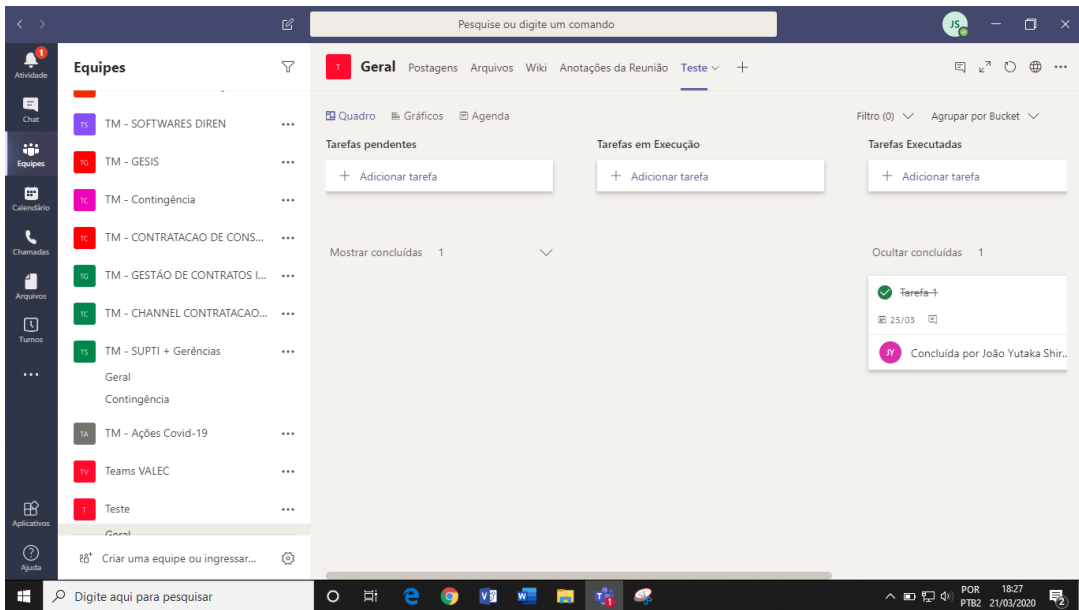 Pesquise ou digite um comando
JS
1
Atividade
Chat
Equipes
Calendário
Chamadas
Arquivos
Turnos
Aplicativos
Ajuda
Equipes
TS TM - SOFTWARES DIREN
TG TM - GESIS
TC TM - Contingência
TC TM - CONTRATACAO DE CONS...
TG TM - GESTÁO DE CONTRATOS I...
TC TM - CHANNEL CONTRATACAO...
TS TM - SUPTI + Gerências
Geral
Contingência
TA TM - Ações Covid-19
TV Teams VALEC
T Teste
Geral
Criar uma equipe ou ingressar...
T Geral Postagens Arquivos Wiki Anotações da Reunião Teste
Quadro Gráficos Agenda
Filtro (0) Agrupar por Bucket
Tarefas pendentes
Adicionar tarefa
Mostrar concluídas 1
Tarefas em Execução
Adicionar tarefa
Tarefas Executadas
Adicionar tarefa
Ocultar concluídas 1
Tarefa 1
25/03
JY Concluída por João Yutaka Shir..
Digite aqui para pesquisar
POR
PTB2
18:27
21/03/2020
2